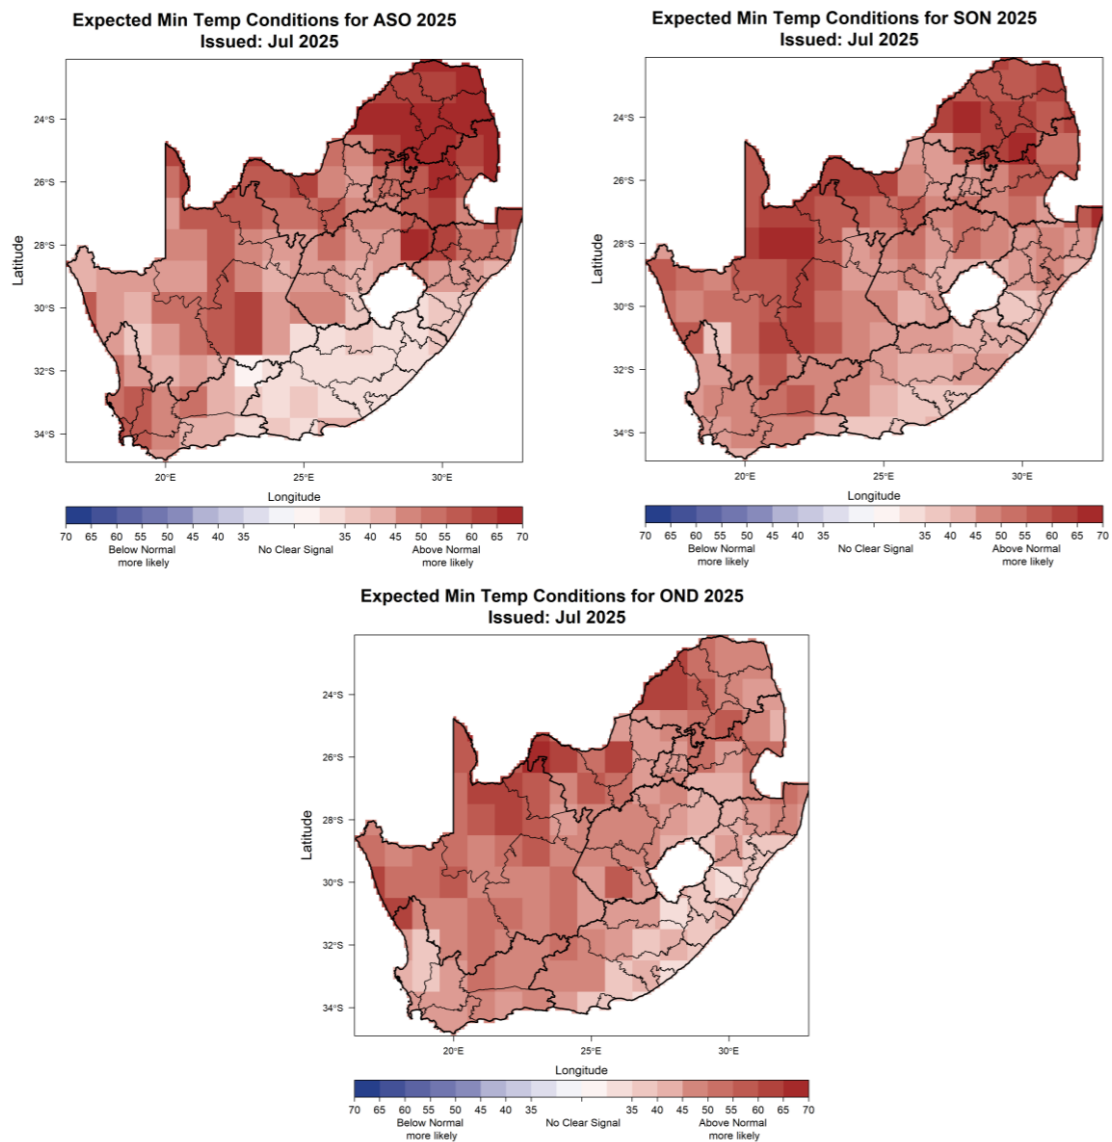 Expected Min Temp Conditions for ASO 2025
Issued: Jul 2025
24°S
26°S
28°S
30°S
32°S
34°S
Latitude
20°E 25°E 30°E
Longitude
70 65 60 55 50 45 40 35 35 40 45 50 55 60 65 70
Below Normal No Clear Signal Above Normal
more likely more likely
Expected Min Temp Conditions for SON 2025
Issued: Jul 2025
24°S
26°S
28°S
30°S
32°S
34°S
Latitude
20°E 25°E 30°E
Longitude
70 65 60 55 50 45 40 35 35 40 45 50 55 60 65 70
Below Normal No Clear Signal Above Normal
more likely more likely
Expected Min Temp Conditions for OND 2025
Issued: Jul 2025
24°S
26°S
28°S
30°S
32°S
34°S
Latitude
20°E 25°E 30°E
Longitude
70 65 60 55 50 45 40 35 35 40 45 50 55 60 65 70
Below Normal No Clear Signal Above Normal
more likely more likely